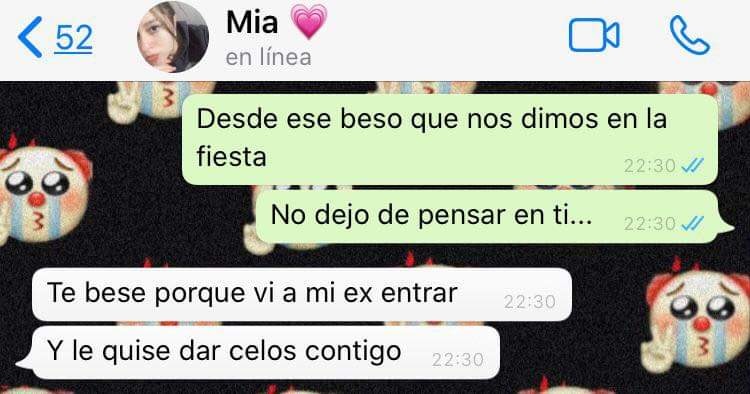 52
Mia 💗
en línea
Desde ese beso que nos dimos en la
fiesta
22:30
No dejo de pensar en ti...
22:30
Te bese porque vi a mi ex entrar
22:30
Y le quise dar celos contigo
22:30